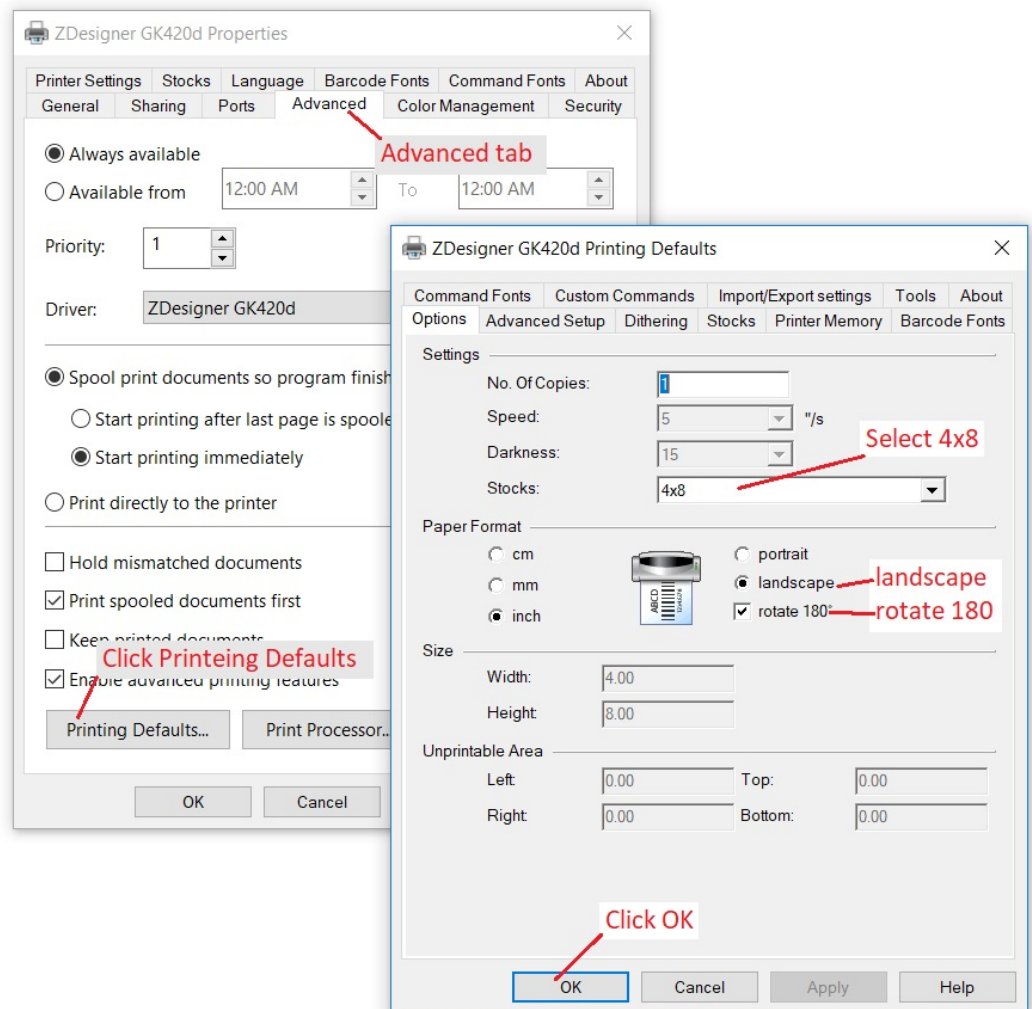 ZDesigner GK420d Properties
Printer Settings Stocks Language Barcode Fonts Command Fonts About
General Sharing Ports Advanced Color Management Security
Advanced tab
Always available
Available from 12:00 AM To 12:00 AM
Priority: 1
Driver: ZDesigner GK420d
Spool print documents so program finish
Start printing after last page is spoole
Start printing immediately
Print directly to the printer
Hold mismatched documents
Print spooled documents first
Keep printed documents
Click Printeing Defaults
Enable advanced printing features
Printing Defaults... Print Processor..
OK Cancel
ZDesigner GK420d Printing Defaults
Command Fonts Custom Commands Import/Export settings Tools About
Options Advanced Setup Dithering Stocks Printer Memory Barcode Fonts
Settings
No. Of Copies: 1
Speed: 5 "/s
Select 4x8
Darkness: 15
Stocks: 4x8
Paper Format
cm
mm
inch
ABCD
portrait
landscape
landscape
rotate 180°
rotate 180
Size
Width: 4.00
Height: 8.00
Unprintable Area
Left: 0.00 Top: 0.00
Right: 0.00 Bottom: 0.00
Click OK
OK Cancel Apply Help